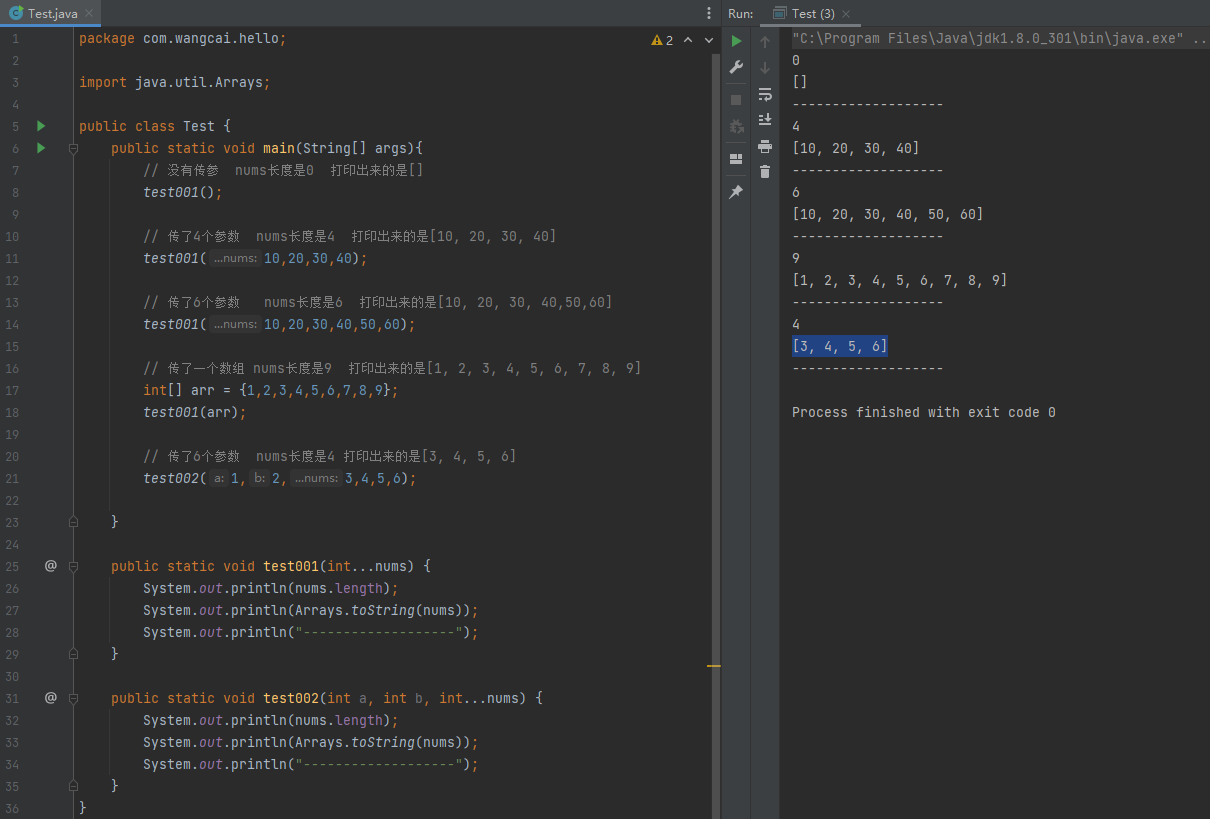 Test.java
2
1 package com.wangcai.hello;
2
3 import java.util.Arrays;
4
5 public class Test {
6 public static void main(String[] args){
7 // 没有传参  nums长度是0  打印出来的是[]
8 test001();
9
10 // 传了4个参数  nums长度是4  打印出来的是[10, 20, 30, 40]
11 test001( ...nums: 10,20,30,40);
12
13 // 传了6个参数   nums长度是6  打印出来的是[10, 20, 30, 40,50,60]
14 test001( ...nums: 10,20,30,40,50,60);
15
16 // 传了一个数组 nums长度是9  打印出来的是[1, 2, 3, 4, 5, 6, 7, 8, 9]
17 int[] arr = {1,2,3,4,5,6,7,8,9};
18 test001(arr);
19
20 // 传了6个参数  nums长度是4 打印出来的是[3, 4, 5, 6]
21 test002( a: 1, b: 2, ...nums: 3,4,5,6);
22
23 }
24
25 @ public static void test001(int...nums) {
26 System.out.println(nums.length);
27 System.out.println(Arrays.toString(nums));
28 System.out.println("-------------------");
29 }
30
31 @ public static void test002(int a, int b, int...nums) {
32 System.out.println(nums.length);
33 System.out.println(Arrays.toString(nums));
34 System.out.println("-------------------");
35 }
36 }
Run: Test (3)
"C:\Program Files\Java\jdk1.8.0_301\bin\java.exe" ...
0
[]
-------------------
4
[10, 20, 30, 40]
-------------------
6
[10, 20, 30, 40, 50, 60]
-------------------
9
[1, 2, 3, 4, 5, 6, 7, 8, 9]
-------------------
4
[3, 4, 5, 6]
-------------------
Process finished with exit code 0